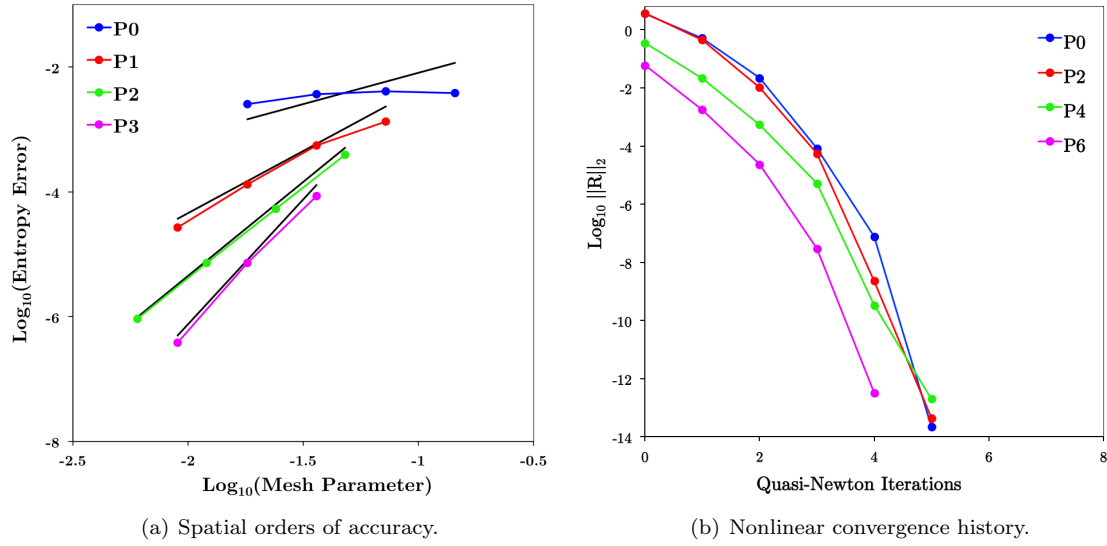 P0
P1
P2
P3
-2
-4
-6
-8
-2.5
-2
-1.5
-1
-0.5
Log10(Entropy Error)
Log10(Mesh Parameter)
(a) Spatial orders of accuracy.
P0
P2
P4
P6
0
-2
-4
-6
-8
-10
-12
-14
0
2
4
6
8
Log10 ||R||2
Quasi-Newton Iterations
(b) Nonlinear convergence history.